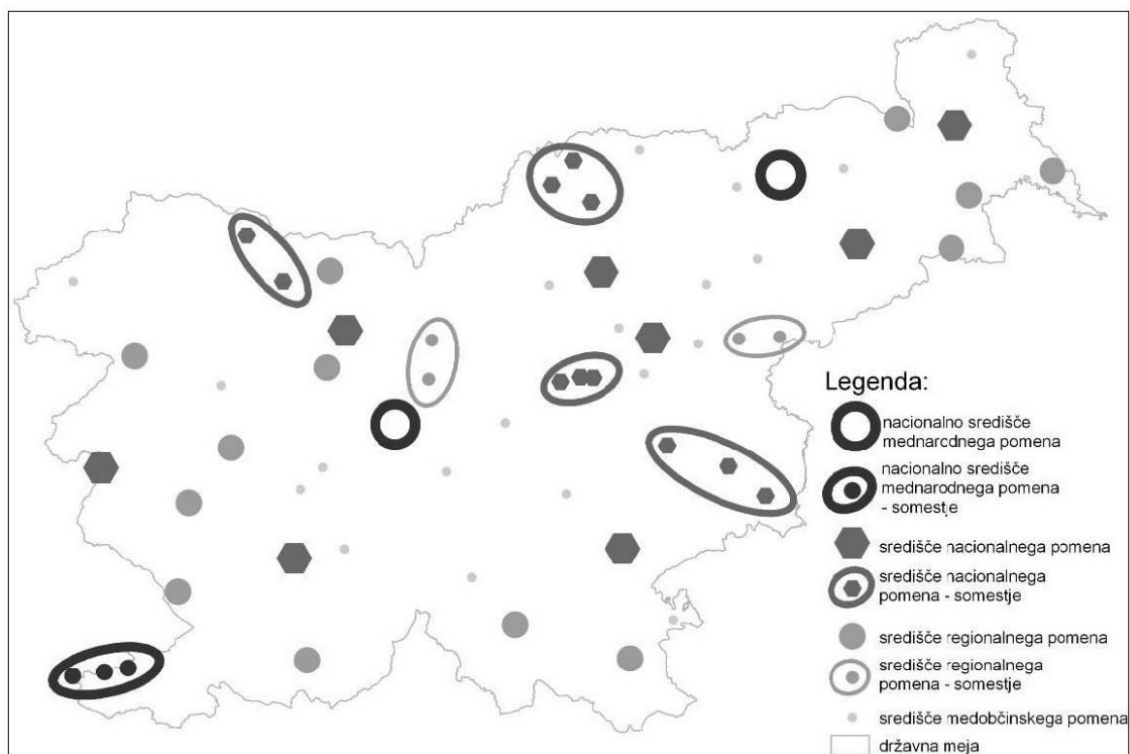 Legenda:
nacionalno središče
mednarcdnega pomena
nacionalno središče
mednarodnega pomena
- somestje
središče nacionalnega pomena
središče nacionalnega
pomena - somestje
središče regionalnega pomena
središče regionalnega
pomena - somestje
središče medobčinskega pomena
državna meja